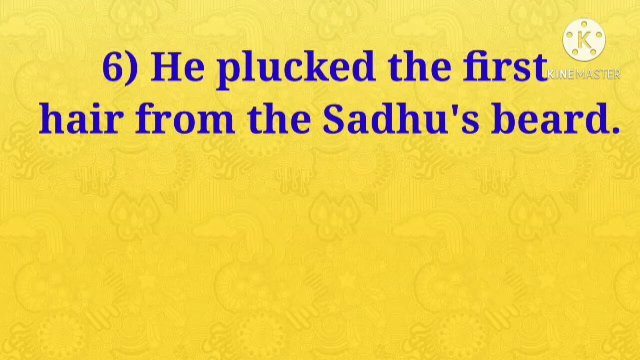 6) He plucked the first
hair from the Sadhu's beard.
K
KINEMASTER